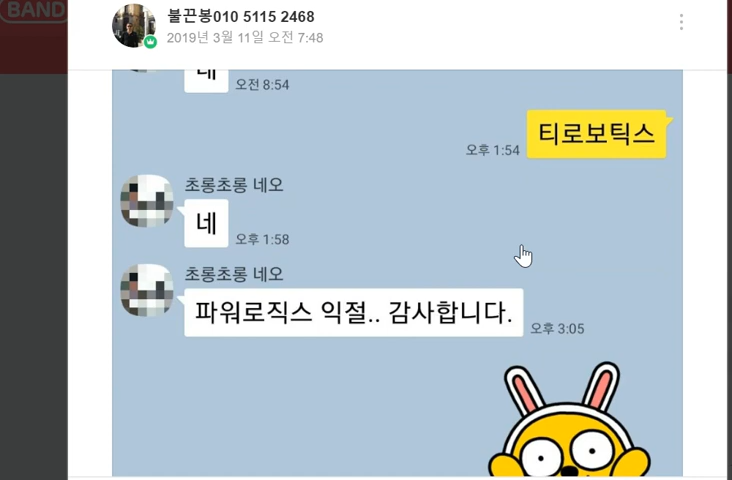 BAND
불끈봉010 5115 2468
2019년 3월 11일 오전 7:48
네
오전 8:54
티로보틱스
오후 1:54
초롱초롱 네오
네
오후 1:58
초롱초롱 네오
파워로직스 익절.. 감사합니다.
오후 3:05